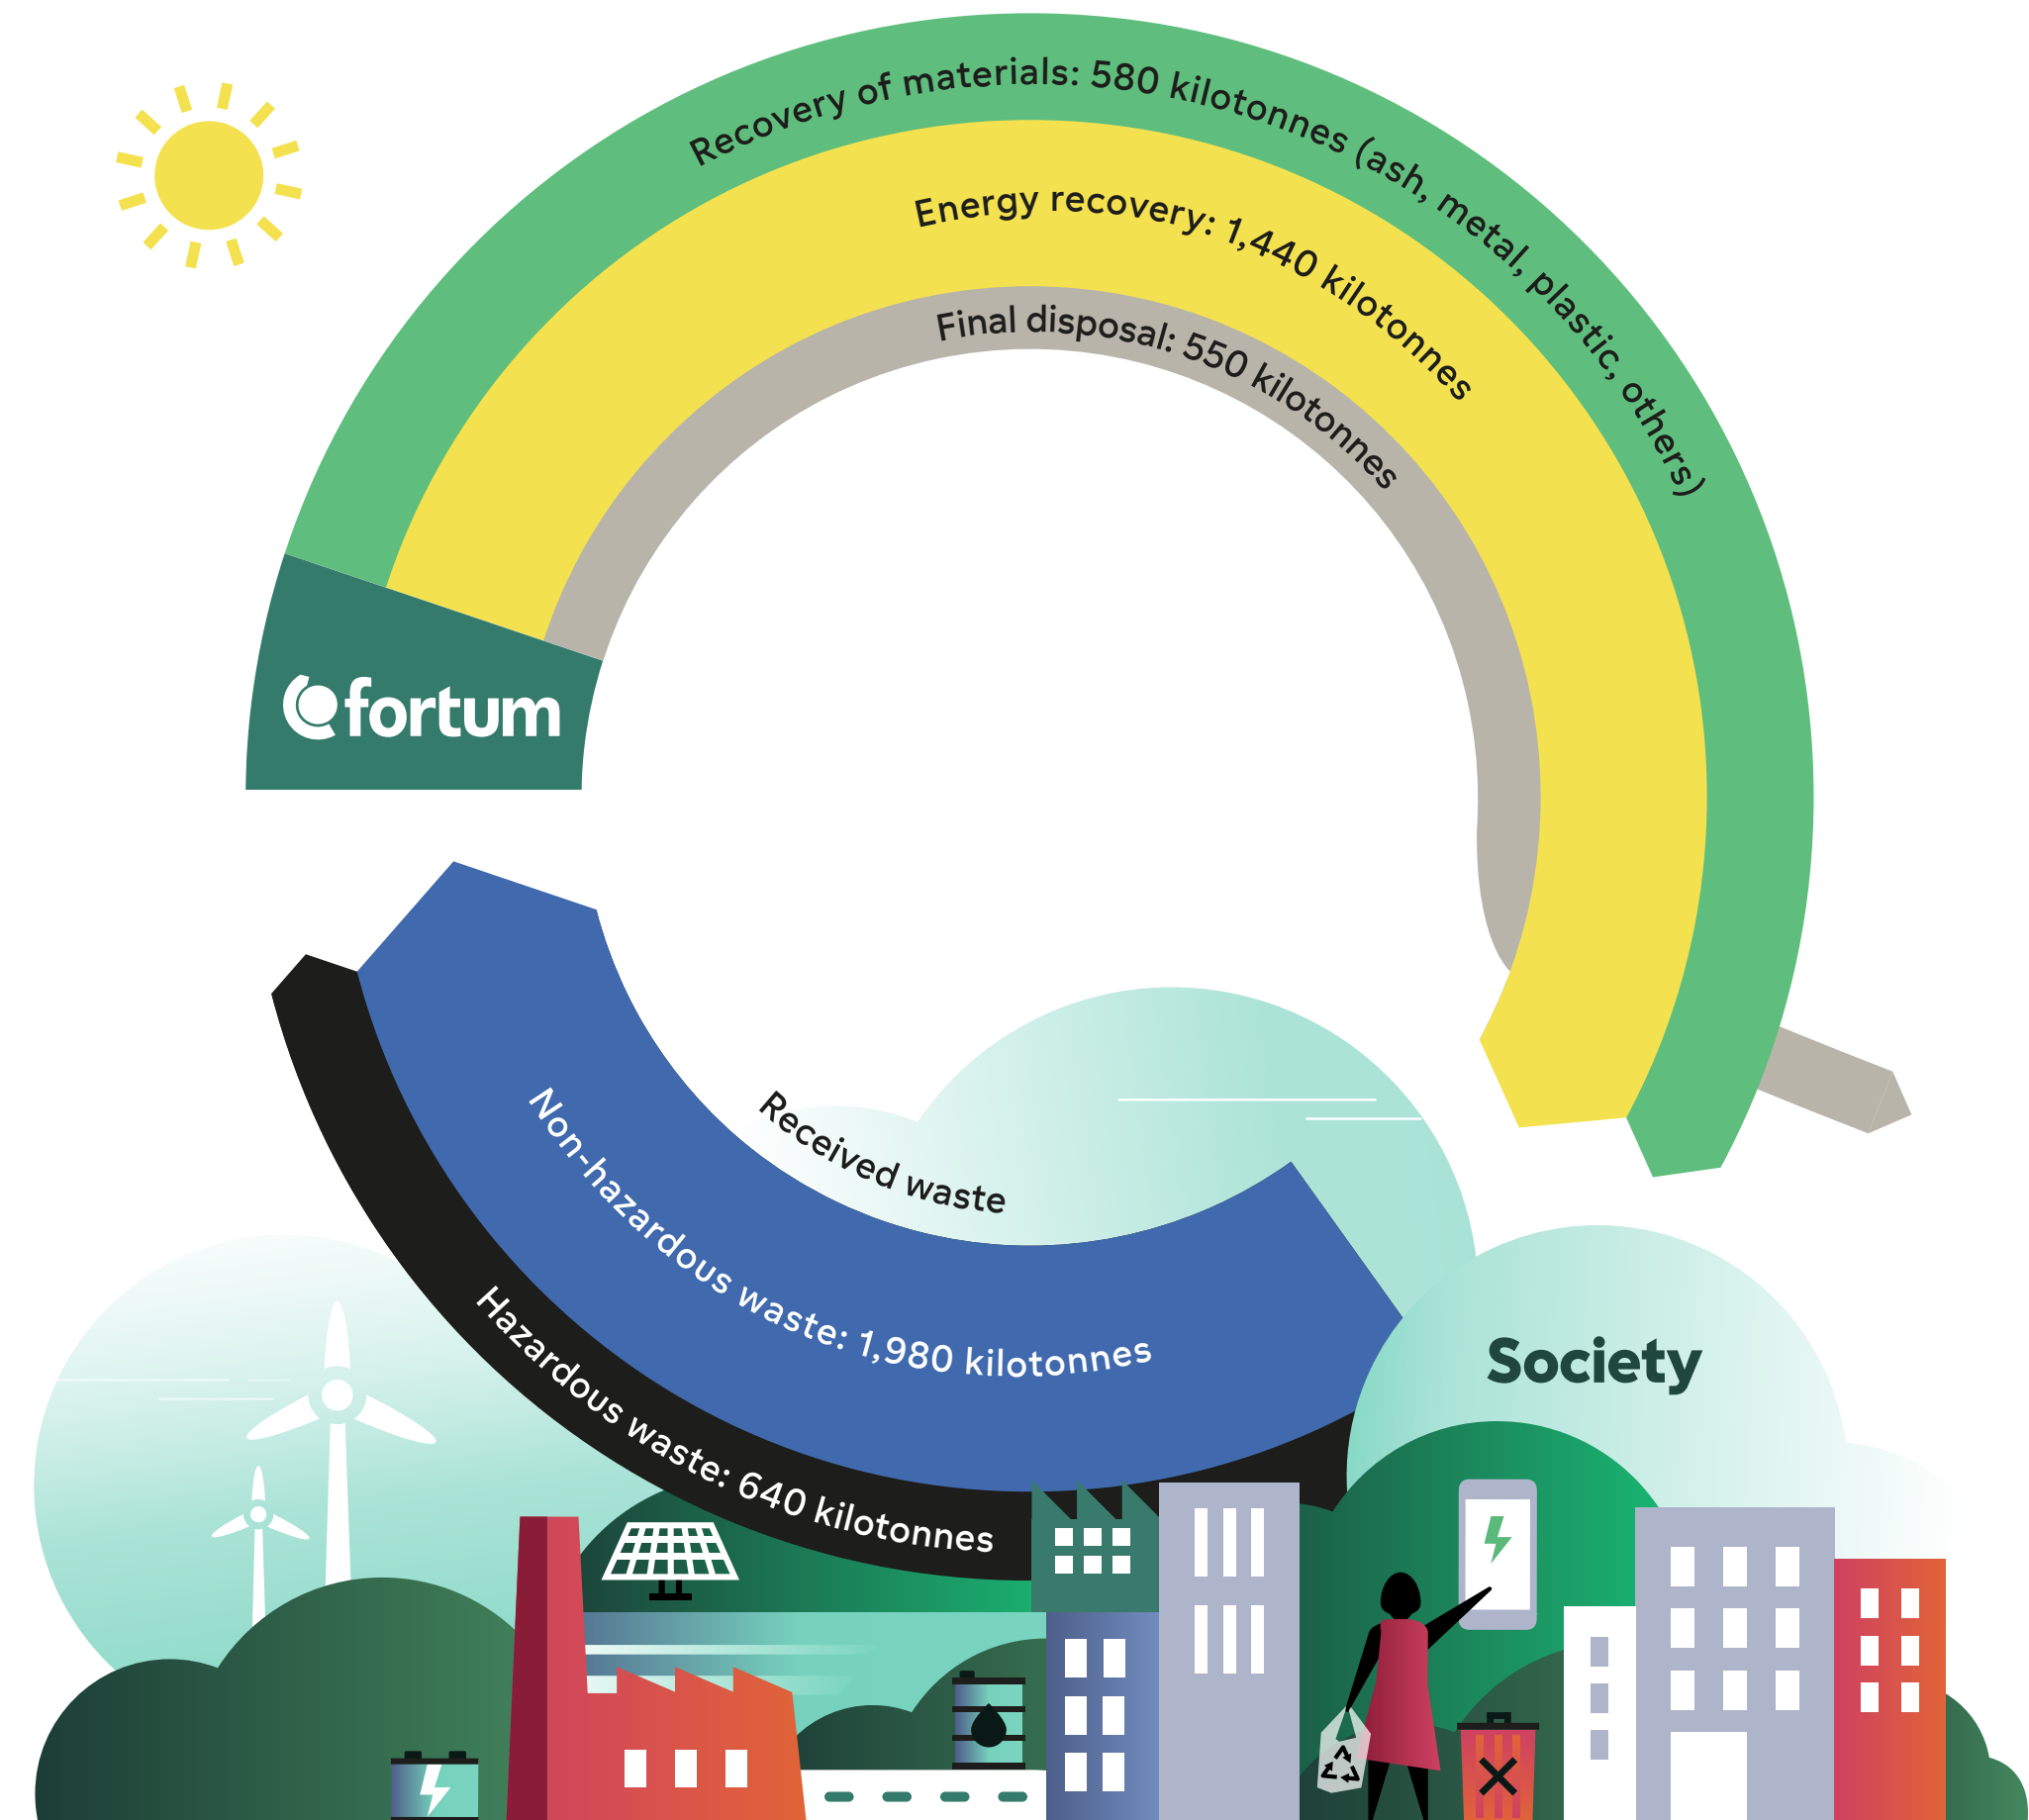 Recovery of materials: 580 kilotonnes (ash, metal, plastic, others)
Energy recovery: 1,440 kilotonnes
Final disposal: 550 kilotonnes
fortum
Received waste
Non-hazardous waste: 1,980 kilotonnes
Hazardous waste: 640 kilotonnes
Society